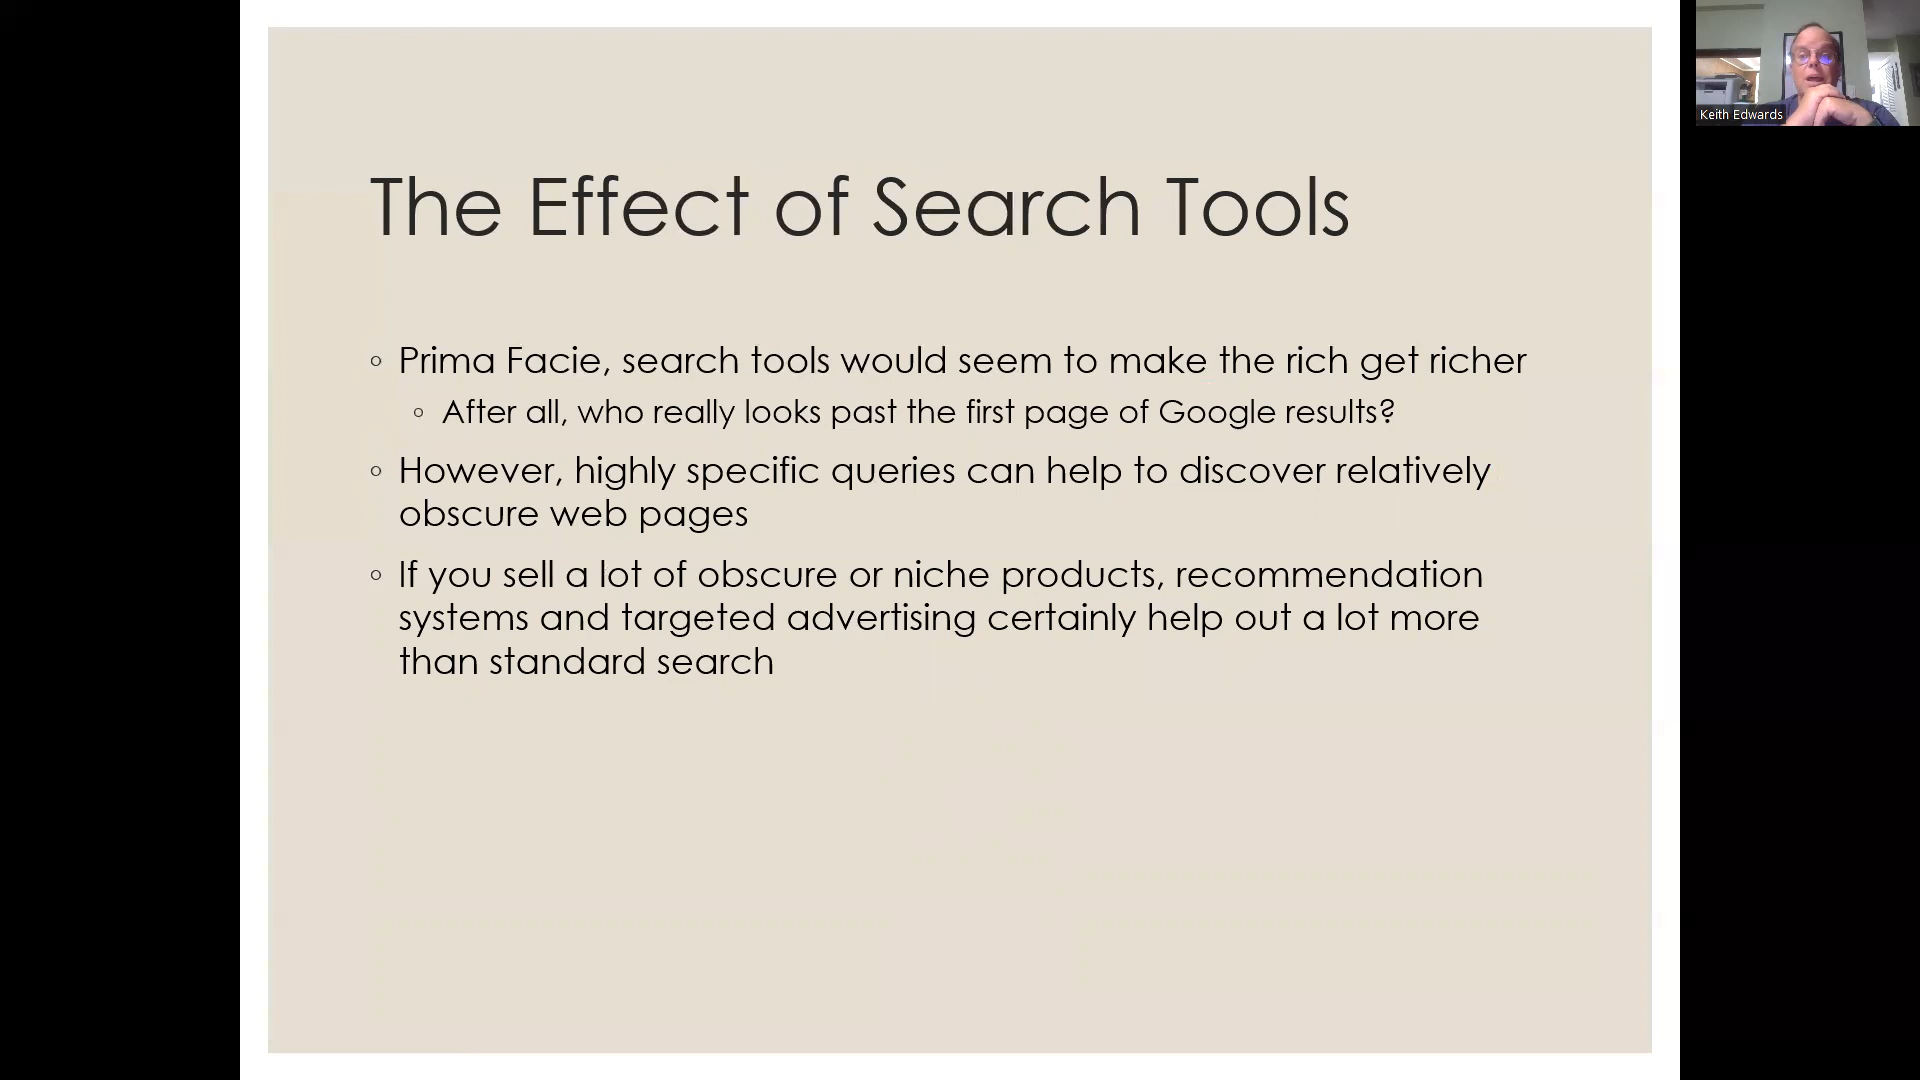 The Effect of Search Tools
◦ Prima Facie, search tools would seem to make the rich get richer
◦ After all, who really looks past the first page of Google results?
◦ However, highly specific queries can help to discover relatively
obscure web pages
◦ If you sell a lot of obscure or niche products, recommendation
systems and targeted advertising certainly help out a lot more
than standard search
Keith Edwards